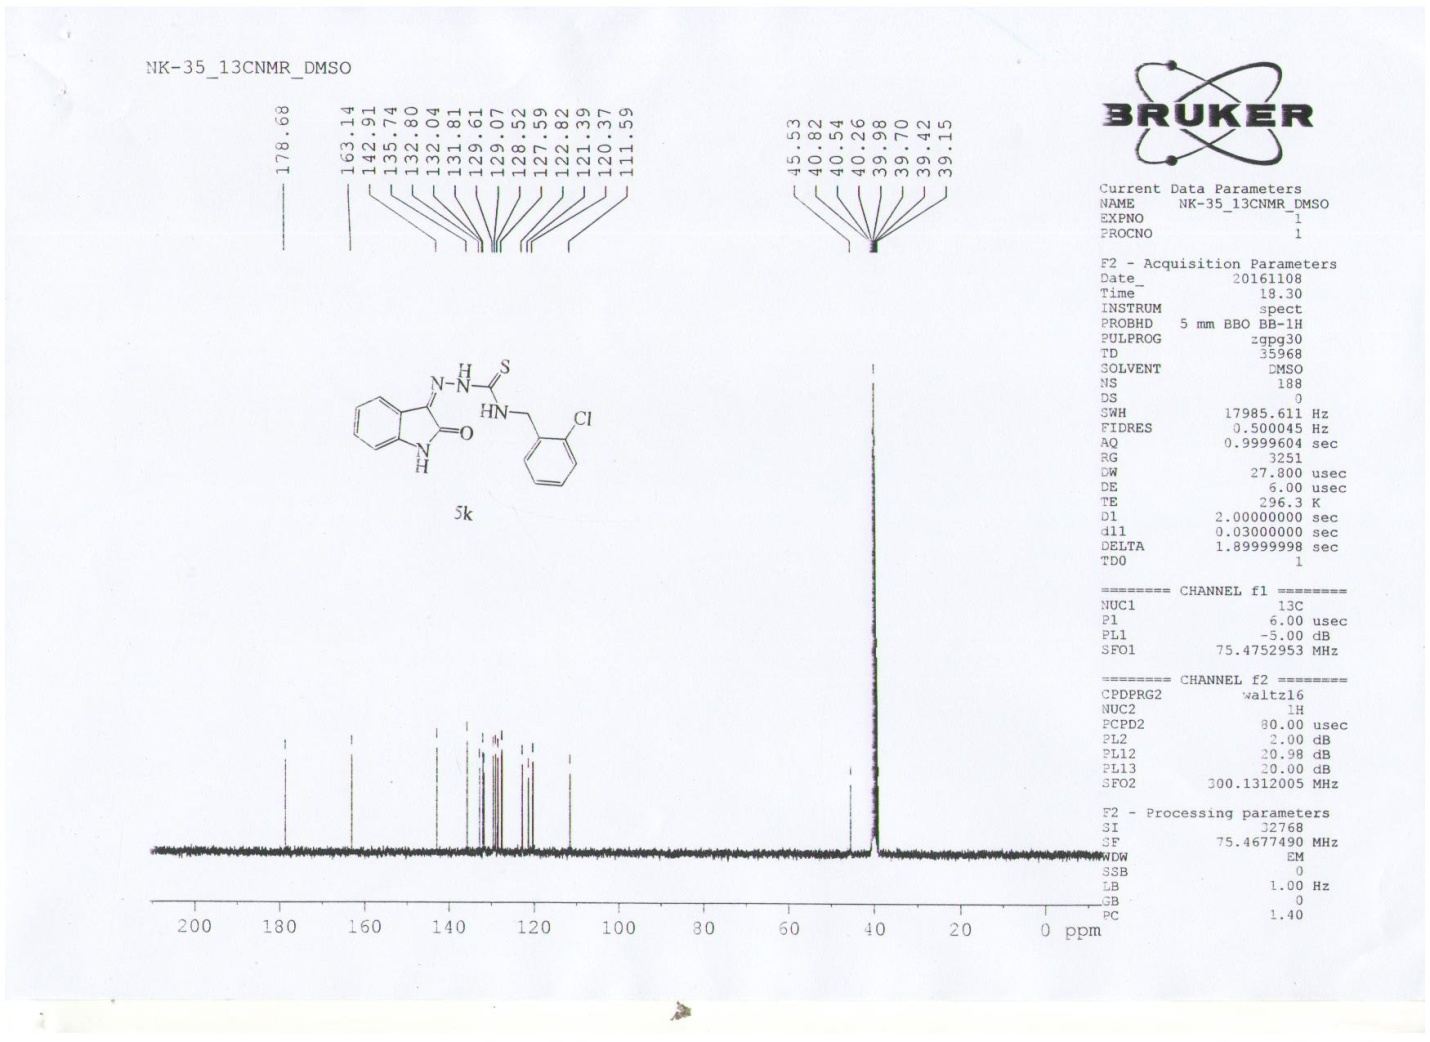 NK-35_13CNMR_DMSO
178.68
163.14
142.91
135.74
132.80
132.04
131.81
129.61
129.07
128.52
127.59
122.82
121.39
120.37
111.59
45.53
40.82
40.54
40.26
39.98
39.70
39.42
39.15
BRUKER
Current Data Parameters
NAME NK-35_13CNMR_DMSO
EXPNO 1
PROCNO 1
F2 - Acquisition Parameters
Date_ 20161108
Time 18.30
INSTRUM spect
PROBHD 5 mm BBO BB-1H
PULPROG zgpg30
TD 35968
SOLVENT DMSO
NS 188
DS 0
SWH 17985.611 Hz
FIDRES 0.500045 Hz
AQ 0.9999604 sec
RG 3251
DW 27.800 usec
DE 6.00 usec
TE 296.3 K
D1 2.00000000 sec
d11 0.03000000 sec
DELTA 1.89999998 sec
TD0 1
======== CHANNEL f1 ========
NUC1 13C
P1 6.00 usec
PL1 -5.00 dB
SFO1 75.4752953 MHz
======== CHANNEL f2 ========
CPDPRG2 waltz16
NUC2 1H
PCPD2 80.00 usec
PL2 2.00 dB
PL12 20.98 dB
PL13 20.00 dB
SFO2 300.1312005 MHz
F2 - Processing parameters
SI 32768
SF 75.4677490 MHz
WDW EM
SSB 0
LB 1.00 Hz
GB 0
PC 1.40
H
S
N-N
HN
Cl
O
N
H
5k
200 180 160 140 120 100 80 60 40 20 0 ppm